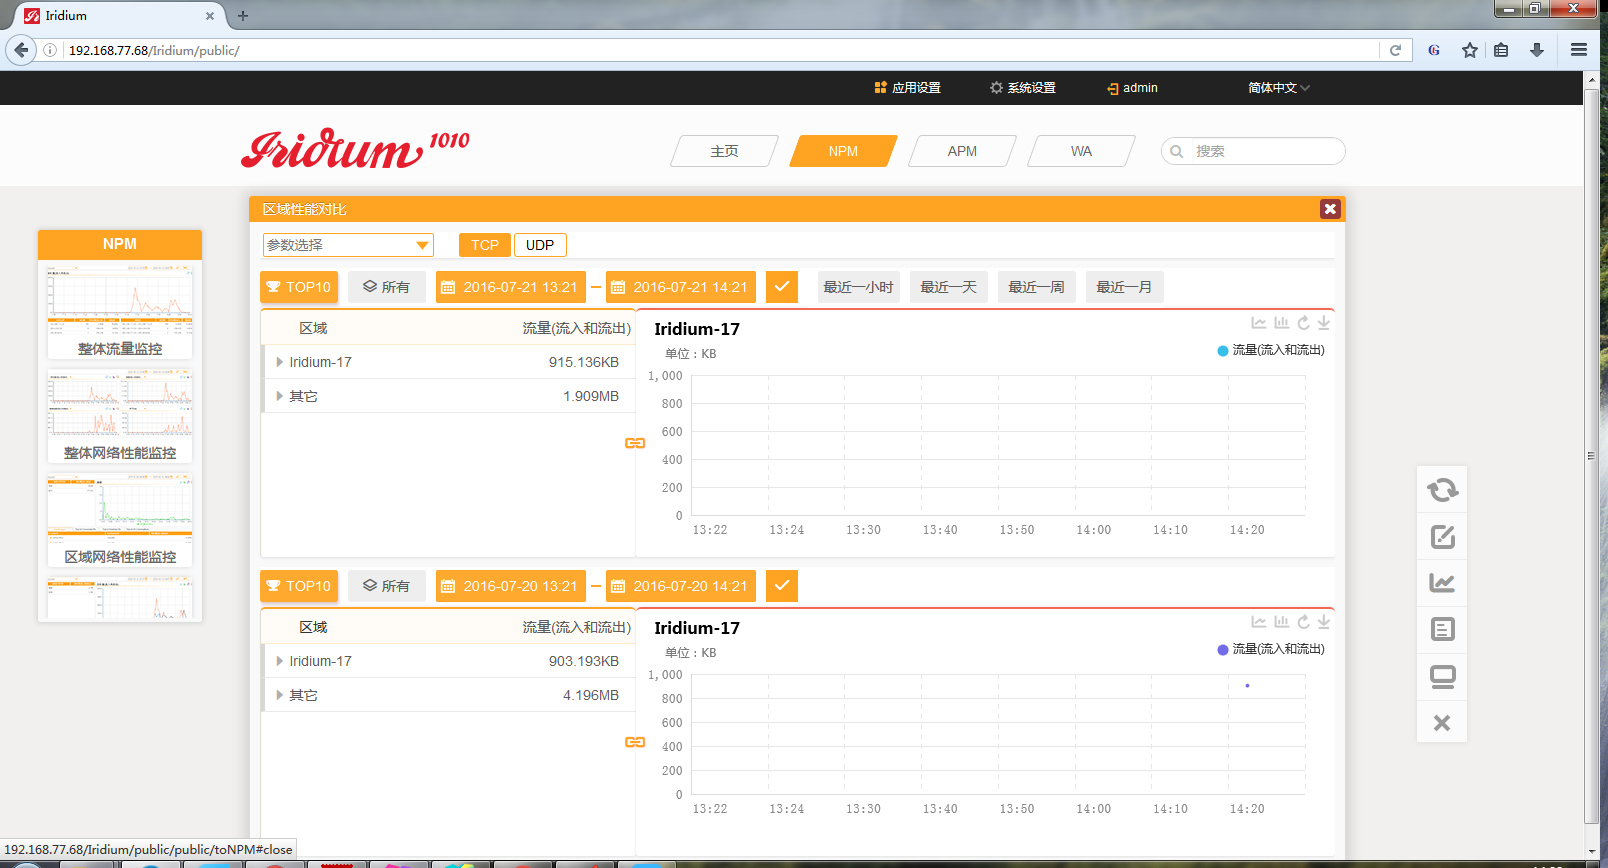 Iridium
192.168.77.68/Iridium/public/
应用设置
系统设置
admin
简体中文
Iridium 1010
主页
NPM
APM
WA
搜索
NPM
整体流量监控
整体网络性能监控
区域网络性能监控
区域性能对比
参数选择
TCP
UDP
TOP10
所有
2016-07-21 13:21
2016-07-21 14:21
最近一小时
最近一天
最近一周
最近一月
区域 流量(流入和流出)
Iridium-17 915.136KB
其它 1.909MB
Iridium-17
单位：KB
流量(流入和流出)
1,000
800
600
400
200
0
13:22 13:24 13:30 13:40 13:50 14:00 14:10 14:20
TOP10
所有
2016-07-20 13:21
2016-07-20 14:21
区域 流量(流入和流出)
Iridium-17 903.193KB
其它 4.196MB
Iridium-17
单位：KB
流量(流入和流出)
1,000
800
600
400
200
0
13:22 13:24 13:30 13:40 13:50 14:00 14:10 14:20
192.168.77.68/Iridium/public/public/toNPM#close